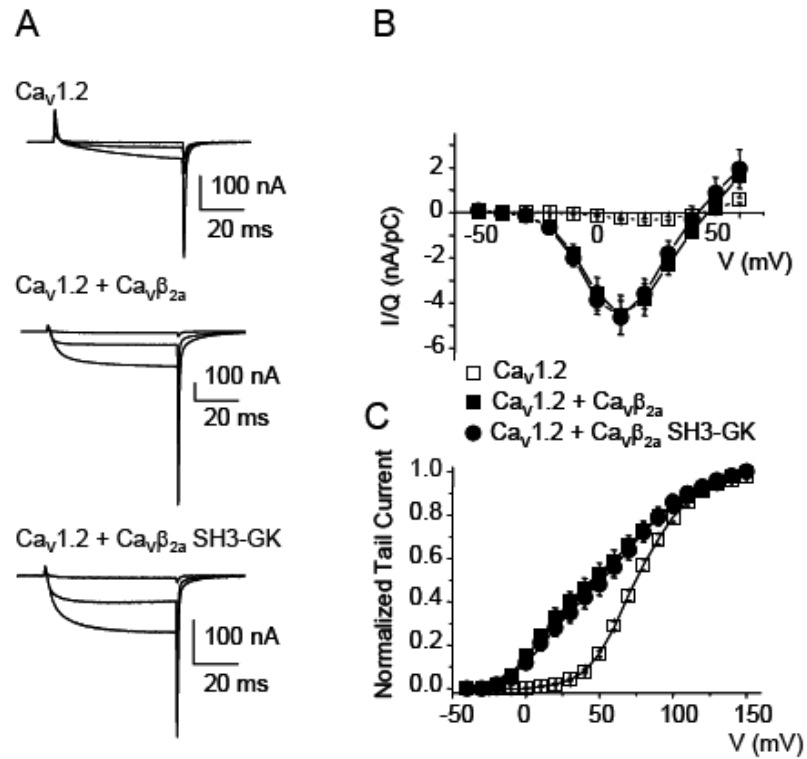 A
Cav1.2
100 nA
20 ms
Cav1.2 + Cavβ2a
100 nA
20 ms
Cav1.2 + Cavβ2a SH3-GK
100 nA
20 ms
B
I/Q (nA/pC)
2
0
-2
-4
-6
-50
0
50
V (mV)
Cav1.2
Cav1.2 + Cavβ2a
Cav1.2 + Cavβ2a SH3-GK
C
Normalized Tail Current
1.0
0.8
0.6
0.4
0.2
0.0
-50
0
50
100
150
V (mV)